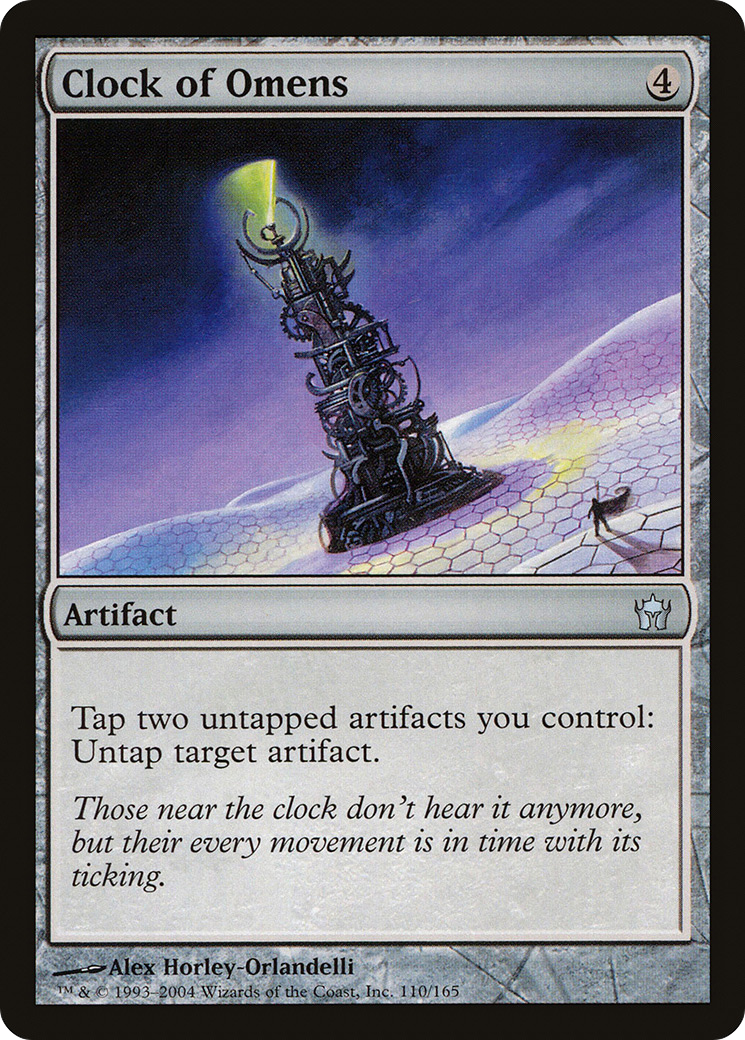 Clock of Omens
4
Artifact
Tap two untapped artifacts you control:
Untap target artifact.
Those near the clock don't hear it anymore,
but their every movement is in time with its
ticking.
Alex Horley-Orlandelli
™ & © 1993–2004 Wizards of the Coast, Inc. 110/165